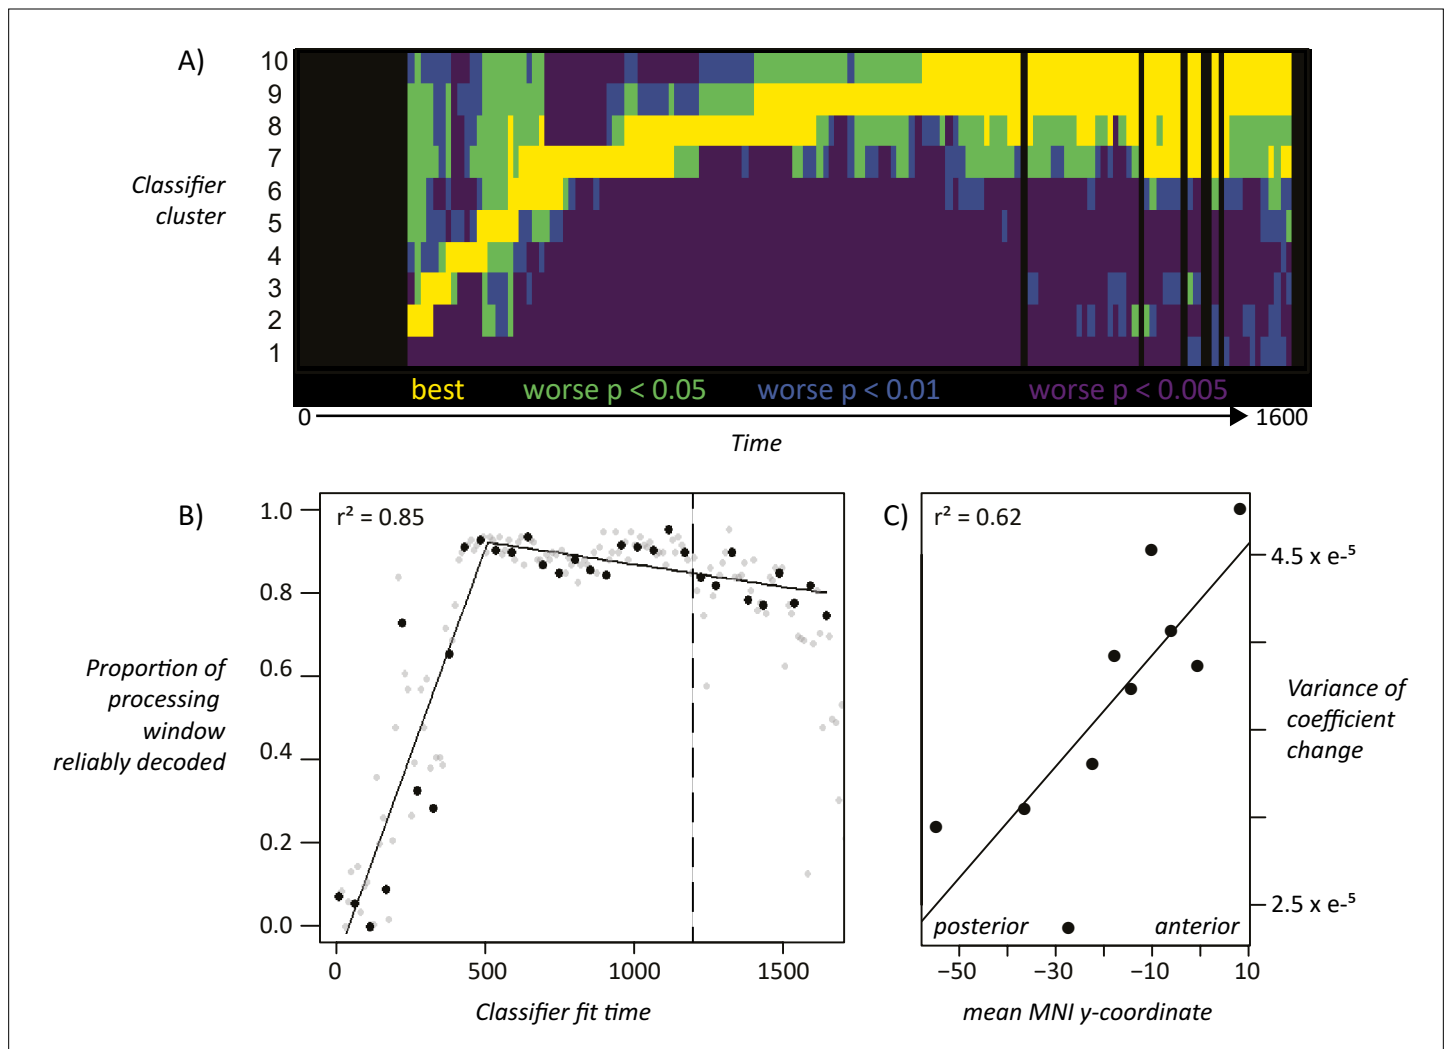 A)
10
9
8
7
6
5
4
3
2
1
Classifier
cluster
best worse p < 0.05 worse p < 0.01 worse p < 0.005
0 1600
Time
B)
r² = 0.85
1.0
0.8
0.6
0.4
0.2
0.0
Proportion of
processing
window
reliably decoded
0 500 1000 1500
Classifier fit time
C)
r² = 0.62
4.5 x e-⁵
2.5 x e-⁵
Variance of
coefficient
change
posterior anterior
−50 −30 −10 10
mean MNI y-coordinate